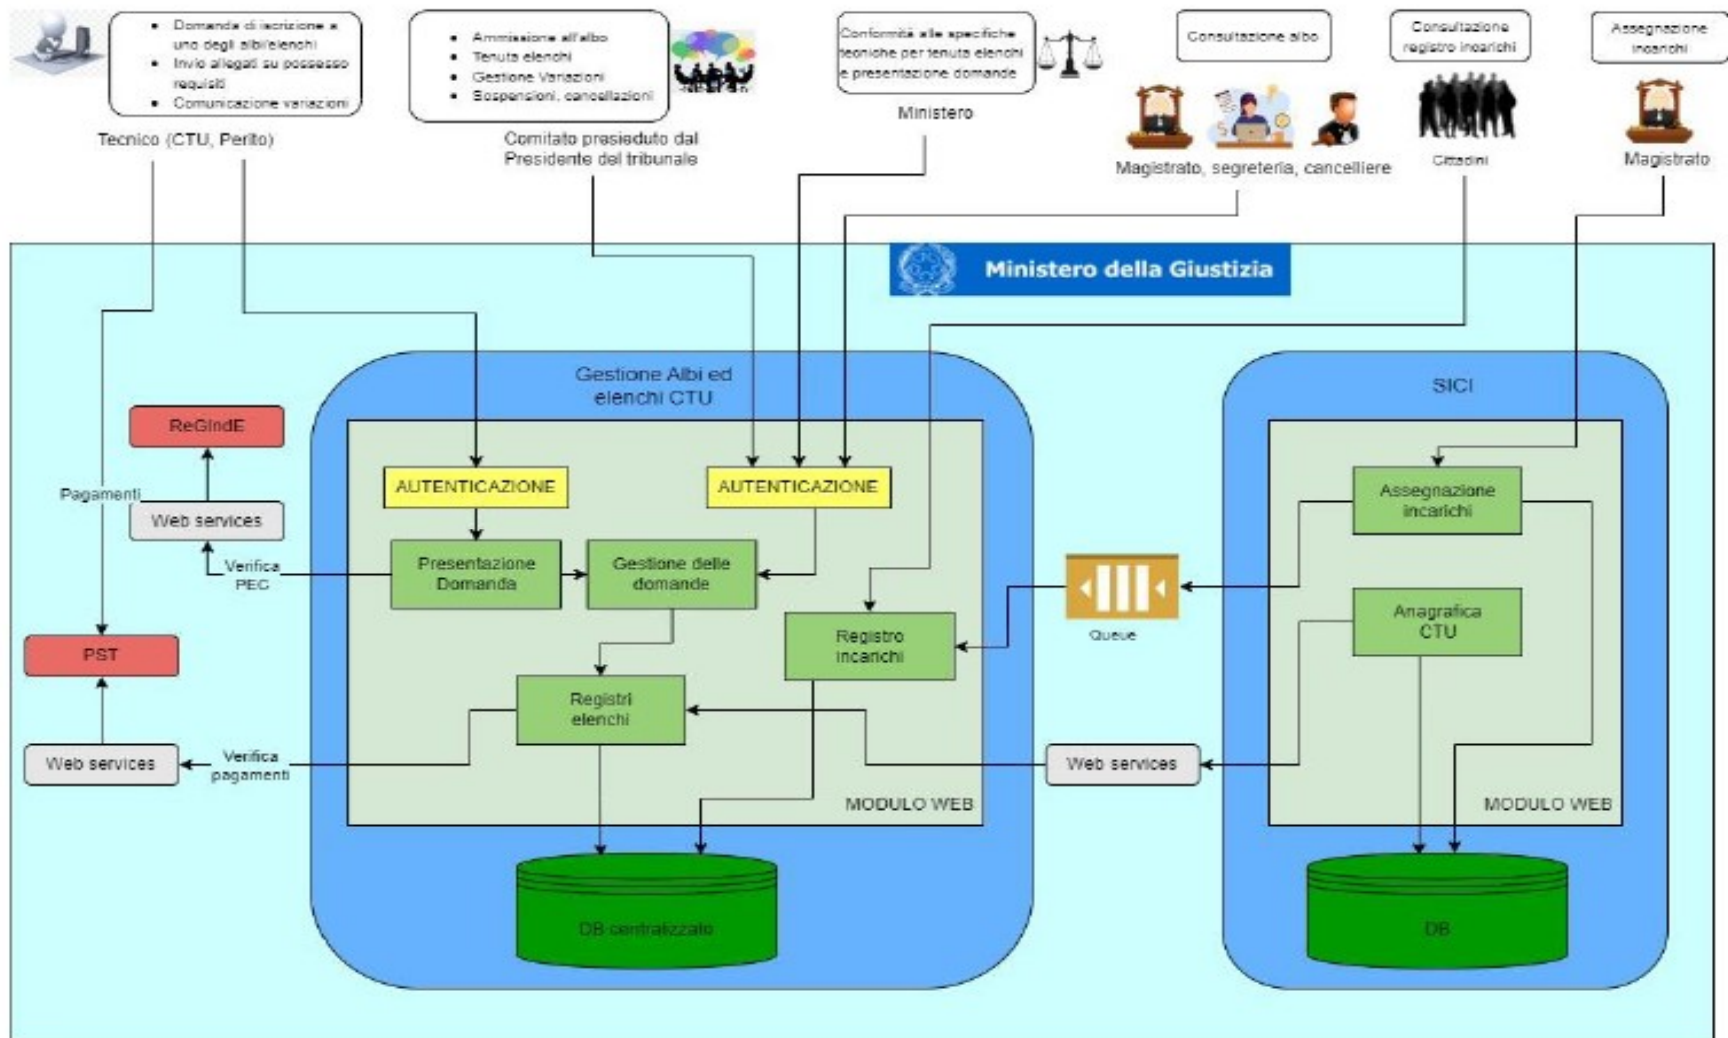 Domanda di iscrizione a
uno degli albi/elenchi
Invio allegati su possesso
requisiti
Comunicazione variazioni
Tecnico (CTU, Perito)
Ammissione all'albo
Tenuta elenchi
Gestione Variazioni
Sospensioni, cancellazioni
Comitato presieduto dal
Presidente del tribunale
Conformità alle specifiche
tecniche per tenuta elenchi
e presentazione domande
Ministero
Consultazione albo
Magistrato, segreteria, cancelliere
Consultazione
registro incarichi
Cittadini
Assegnazione
incarichi
Magistrato
Ministero della Giustizia
Gestione Albi ed
elenchi CTU
SICI
ReGIndE
Pagamenti
Web services
Verifica
PEC
PST
Web services
Verifica
pagamenti
AUTENTICAZIONE
AUTENTICAZIONE
Presentazione
Domanda
Gestione delle
domande
Registro
incarichi
Registri
elenchi
MODULO WEB
DB centralizzato
Queue
Web services
Assegnazione
incarichi
Anagrafica
CTU
MODULO WEB
DB